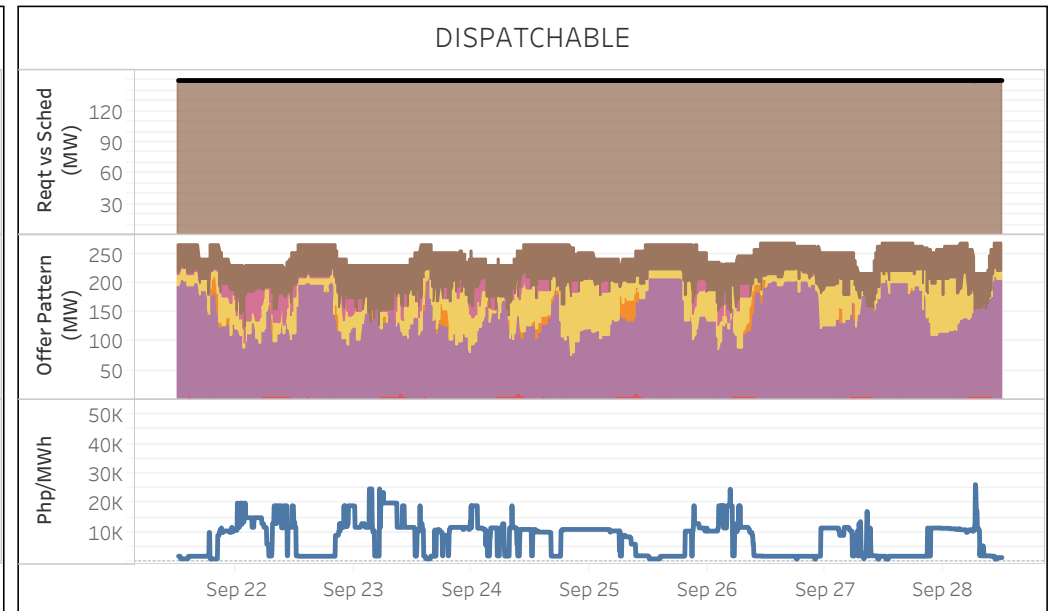 DISPATCHABLE
Reqt vs Sched
(MW)
120
90
60
30
Offer Pattern
(MW)
250
200
150
100
50
Php/MWh
50K
40K
30K
20K
10K
Sep 22 Sep 23 Sep 24 Sep 25 Sep 26 Sep 27 Sep 28